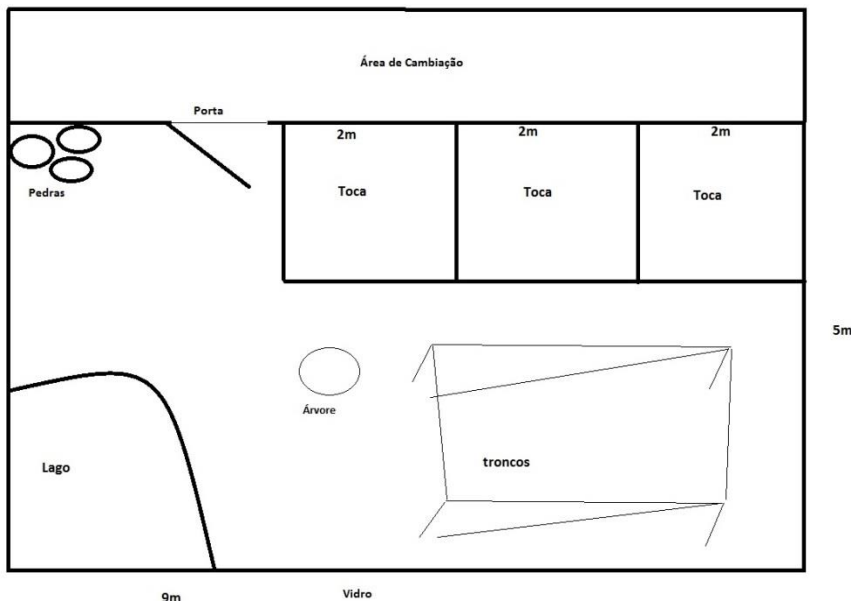 Área de Cambiação
Porta
2m
2m
2m
Pedras
Toca
Toca
Toca
5m
Árvore
Lago
troncos
9m
Vidro